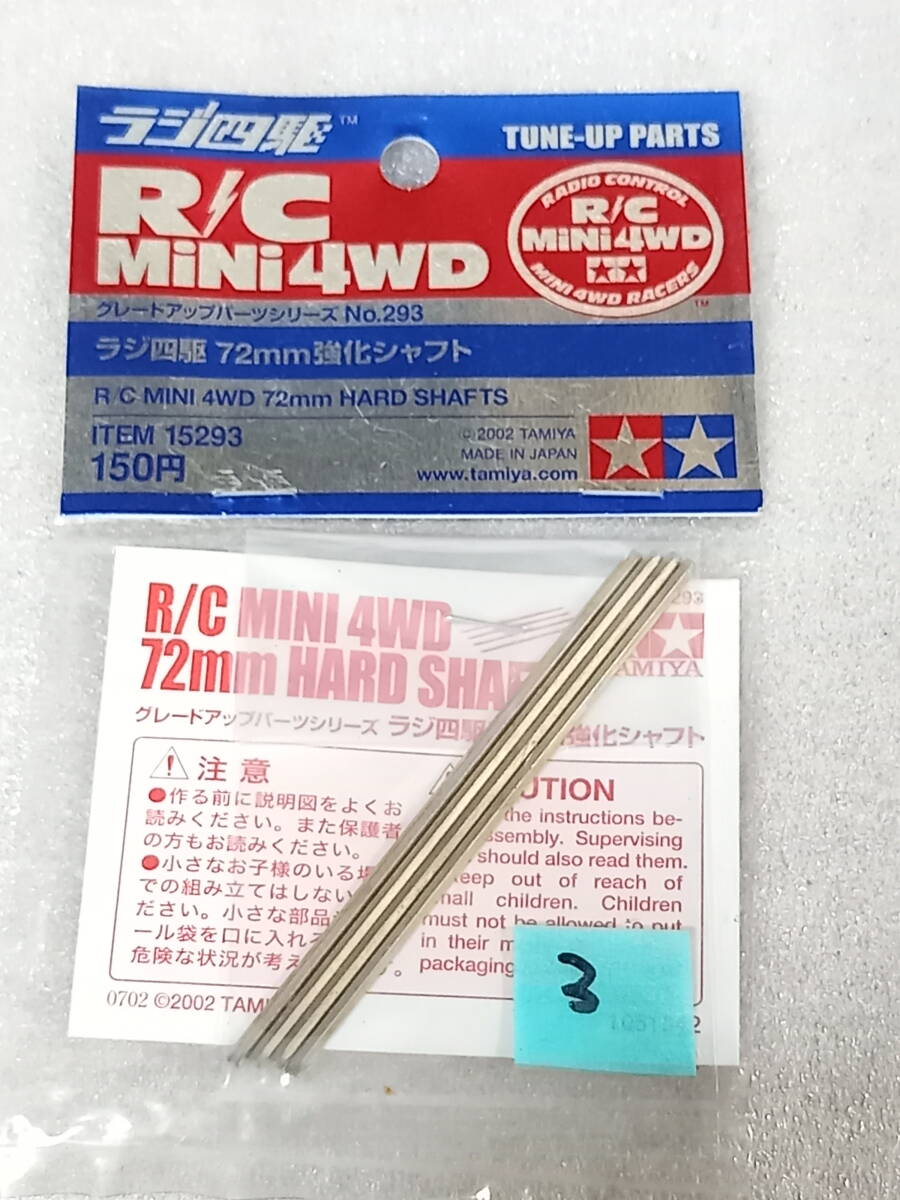 ラジ四駆™
TUNE-UP PARTS
R/C
MiNi 4WD
RADIO CONTROL
R/C
MiNi 4WD
MINI 4WD RACERS
™
グレードアップパーツシリーズ No.293
ラジ四駆 72mm強化シャフト
R/C MINI 4WD 72mm HARD SHAFTS
ITEM 15293
150円
©2002 TAMIYA
MADE IN JAPAN
www.tamiya.com
R/C MINI 4WD
72mm HARD SHA
293
TAMIYA
グレードアップパーツシリーズ ラジ四駆 強化シャフト
注意
●作る前に説明図をよくお
読みください。また保護者
の方もお読みください。
●小さなお子様のいる場
での組み立てはしない
ださい。小さな部品
ール袋を口に入れ
危険な状況が考え
UTION
the instructions be-
ssembly. Supervising
should also read them.
eep out of reach of
mall children. Children
must not be allowed to put
in their m
packaging
3
0702 ©2002 TAMI